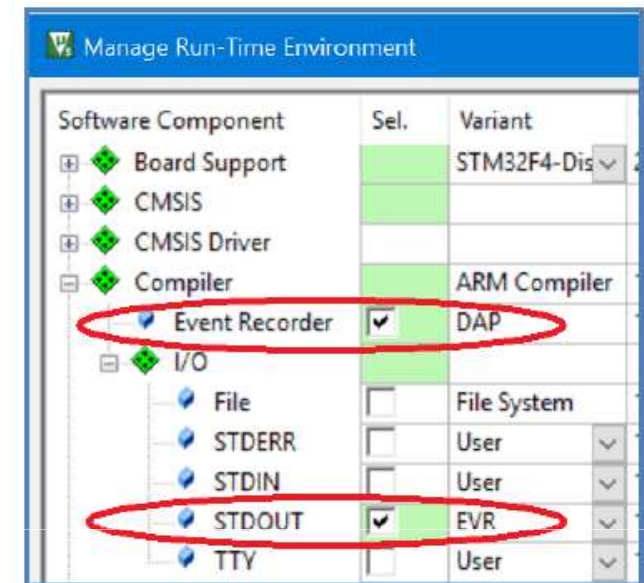 Manage Run-Time Environment
Software Component Sel. Variant
Board Support STM32F4-Dis
CMSIS
CMSIS Driver
Compiler ARM Compiler
Event Recorder DAP
I/O
File File System
STDERR User
STDIN User
STDOUT EVR
TTY User